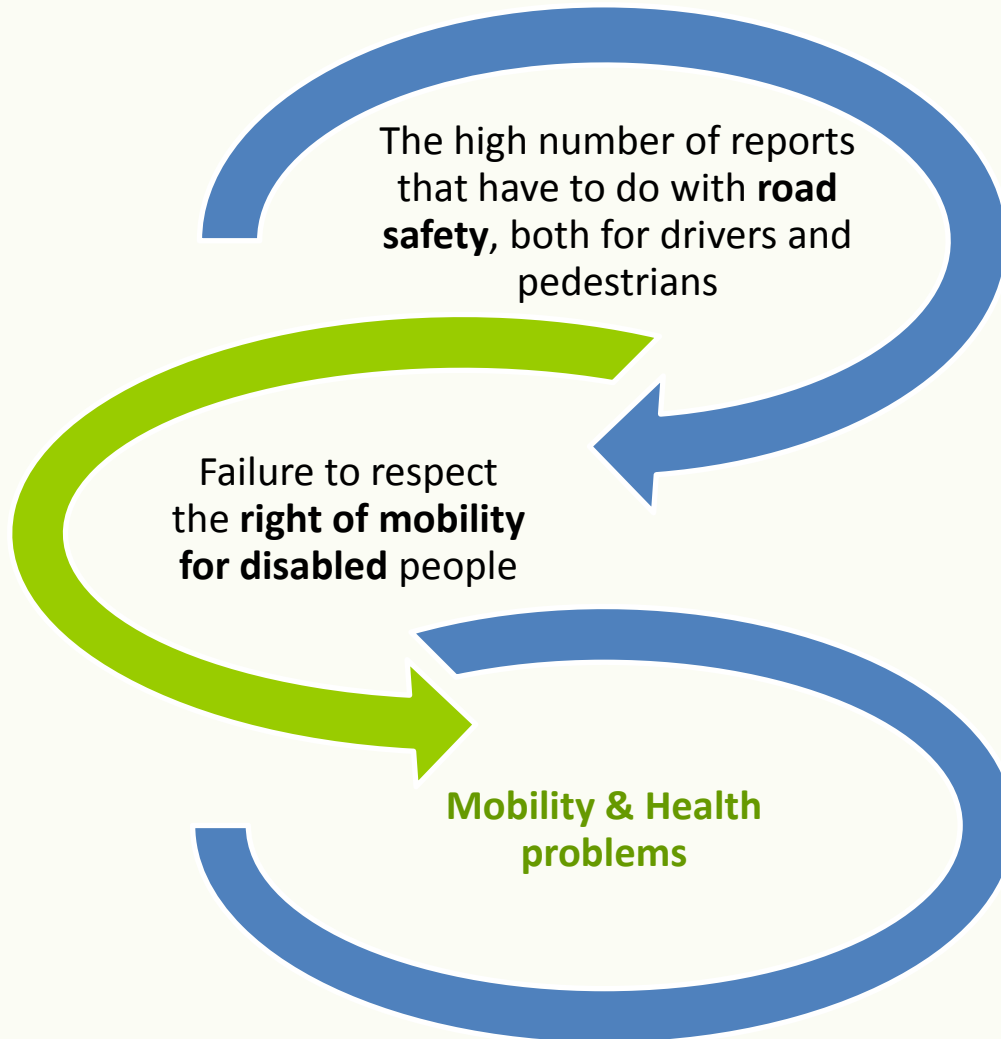 The high number of reports
that have to do with road
safety, both for drivers and
pedestrians
Failure to respect
the right of mobility
for disabled people
Mobility & Health
problems